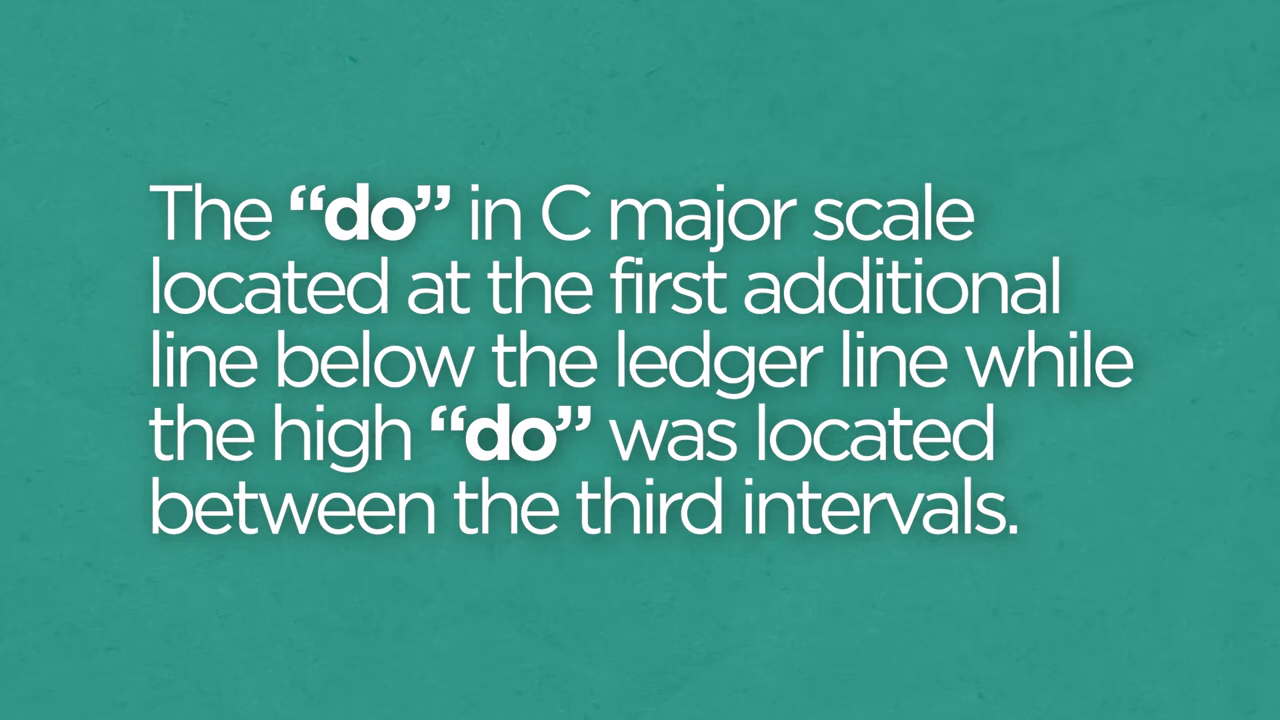 The “do” in C major scale
located at the first additional
line below the ledger line while
the high “do” was located
between the third intervals.